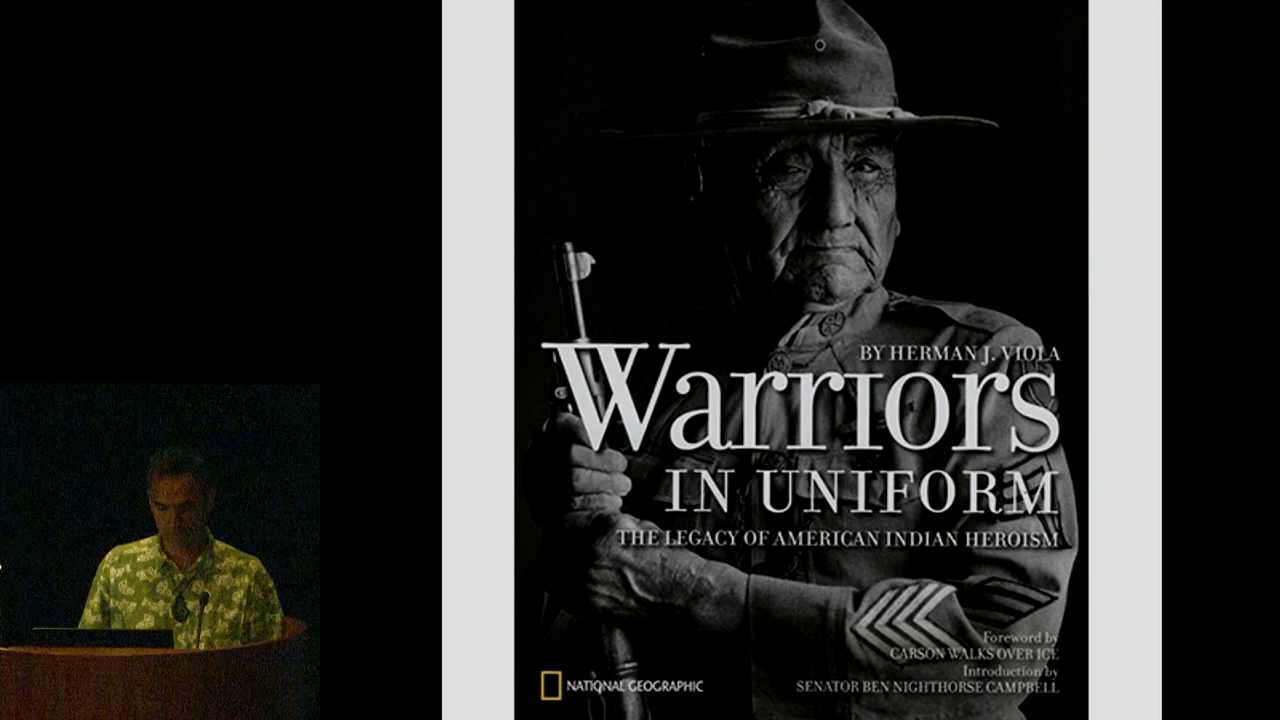 BY HERMAN J. VIOLA
Warriors
IN UNIFORM
THE LEGACY OF AMERICAN INDIAN HEROISM
Foreword by
CARSON WALKS OVER ICE
Introduction by
SENATOR BEN NIGHTHORSE CAMPBELL
NATIONAL GEOGRAPHIC